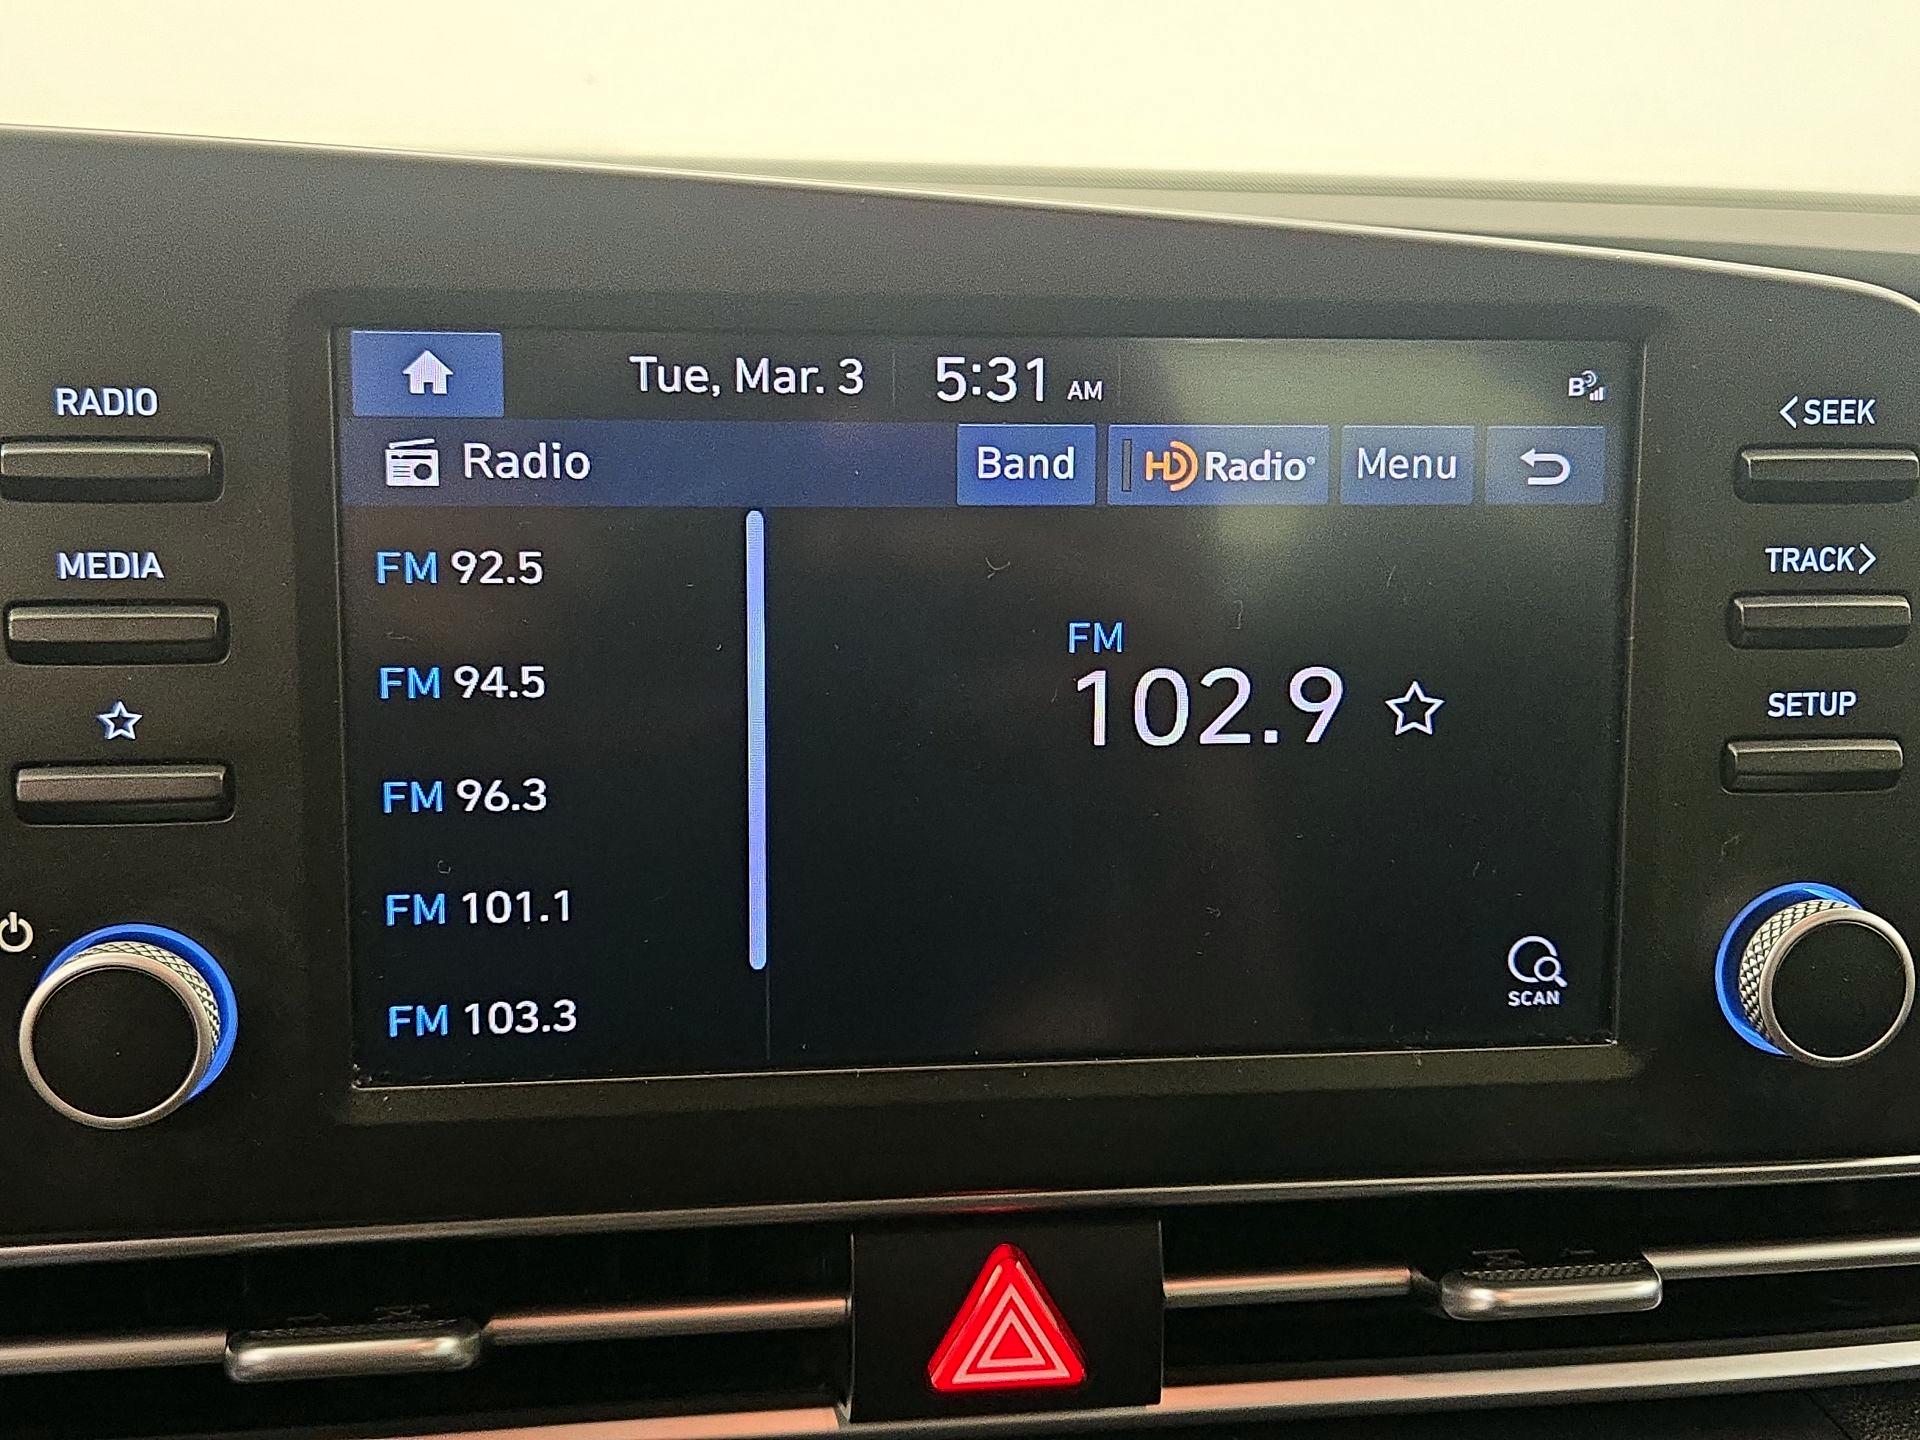 Tue, Mar. 3 5:31 AM
B
RADIO
<SEEK
Radio Band HD Radio® Menu
MEDIA
TRACK>
FM 92.5
FM 94.5
FM 96.3
FM 101.1
FM 103.3
FM
102.9
SETUP
SCAN